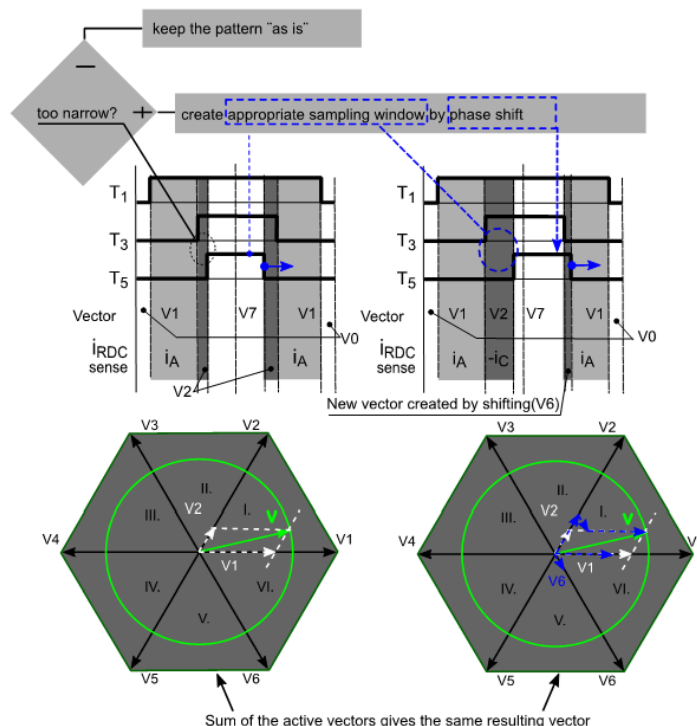 keep the pattern ¨as is¨
—
too narrow?
+
create appropriate sampling window by phase shift
T1
T3
T5
Vector
V1
V7
V1
V0
iRDC
sense
iA
iA
V2
T1
T3
T5
Vector
V1
V2
V7
V1
V0
iRDC
sense
iA
-iC
iA
New vector created by shifting(V6)
V3
V2
II.
I.
III.
V2
V
V4
V1
V1
IV.
VI.
V.
V5
V6
V3
V2
II.
I.
III.
V2
V
V4
V1
V
IV.
V6
VI.
V.
V5
V6
Sum of the active vectors gives the same resulting vector